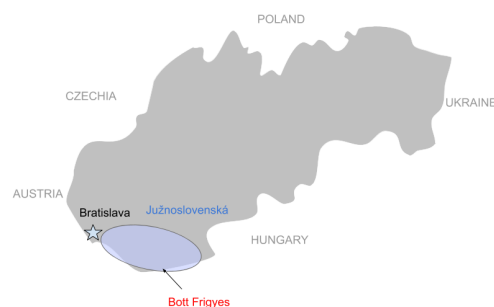 POLAND
CZECHIA
UKRAINE
AUSTRIA
Bratislava
Južnoslovenská
HUNGARY
Bott Frigyes